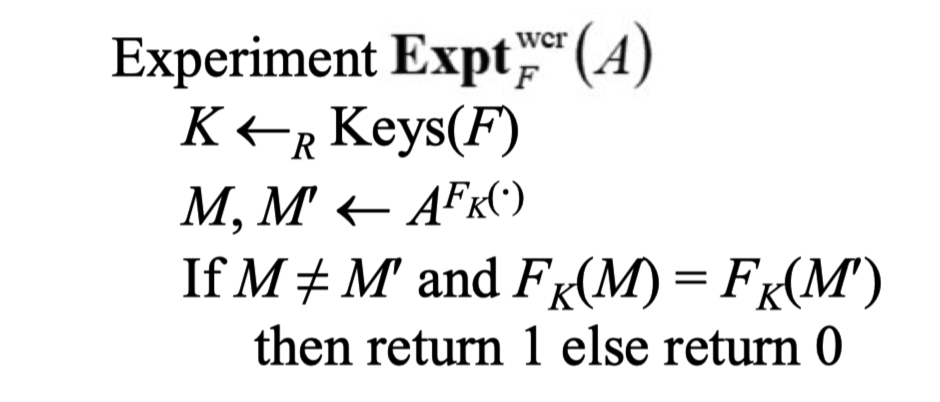 Experiment Expt_F^wcr(A)
K ←_R Keys(F)
M, M' ← A^F_K(·)
If M ≠ M' and F_K(M) = F_K(M')
then return 1 else return 0